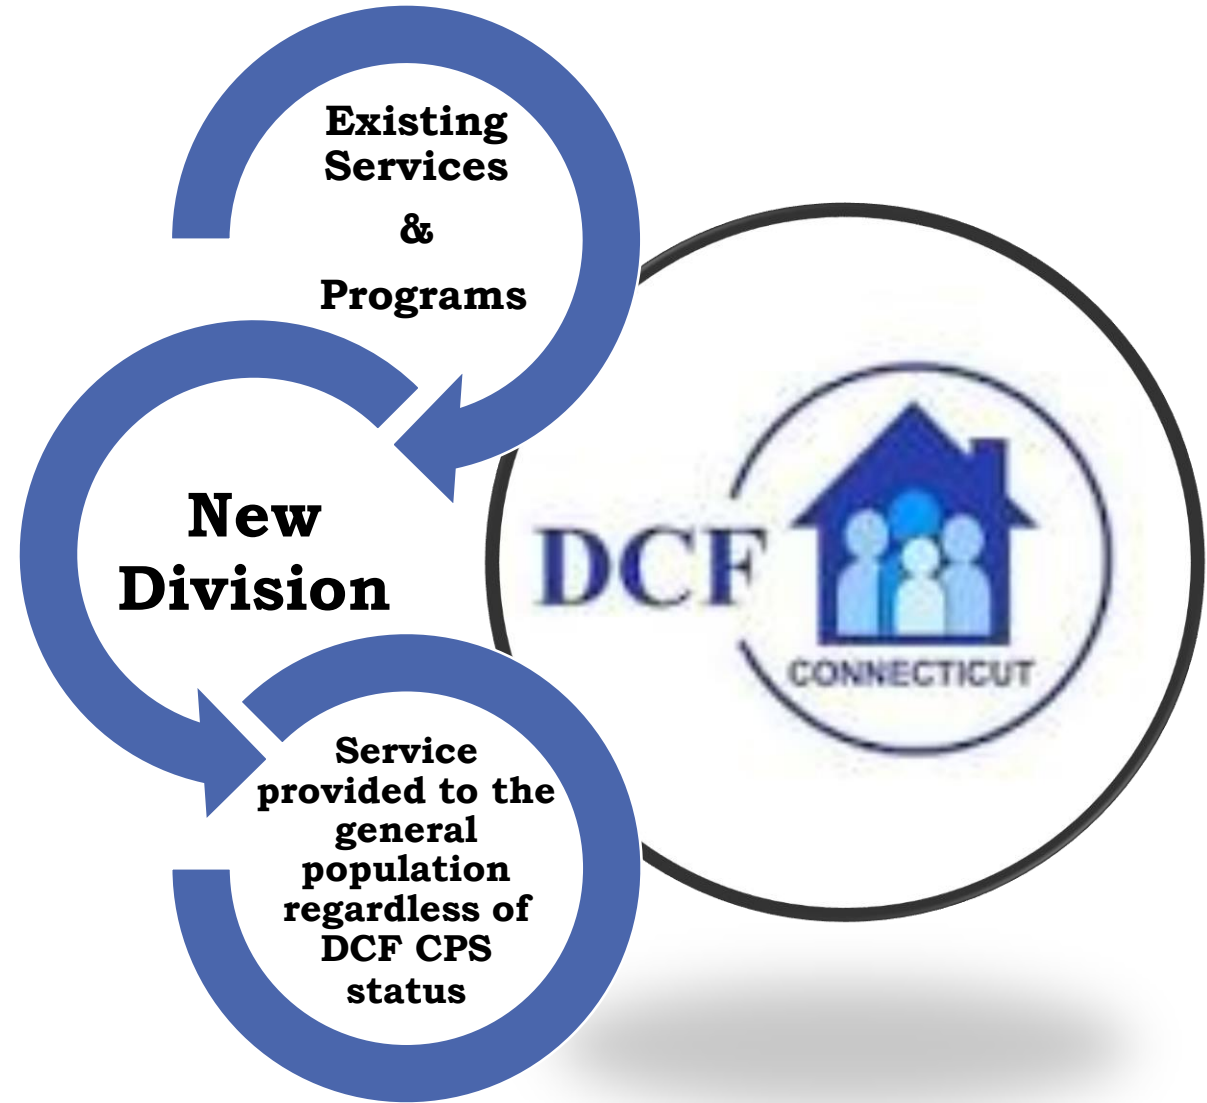 Existing
Services
&
Programs
New
Division
Service
provided to the
general
population
regardless of
DCF CPS
status
DCF
CONNECTICUT